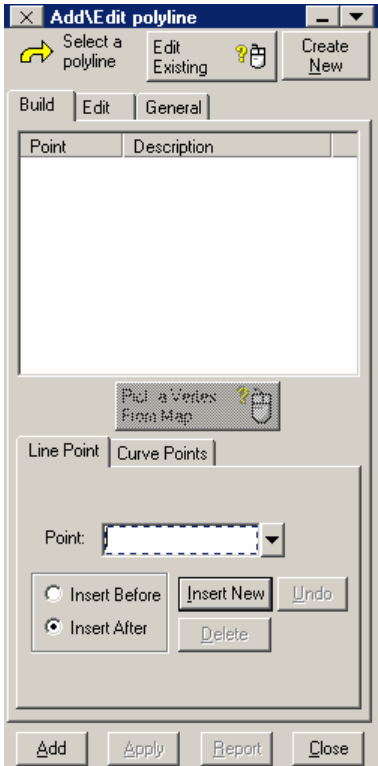 Add\Edit polyline
Select a
polyline
Edit
Existing
Create
New
Build
Edit
General
Point
Description
Pick a Vertex
From Map
Line Point
Curve Points
Point:
Insert Before
Insert After
Insert New
Undo
Delete
Add
Apply
Report
Close